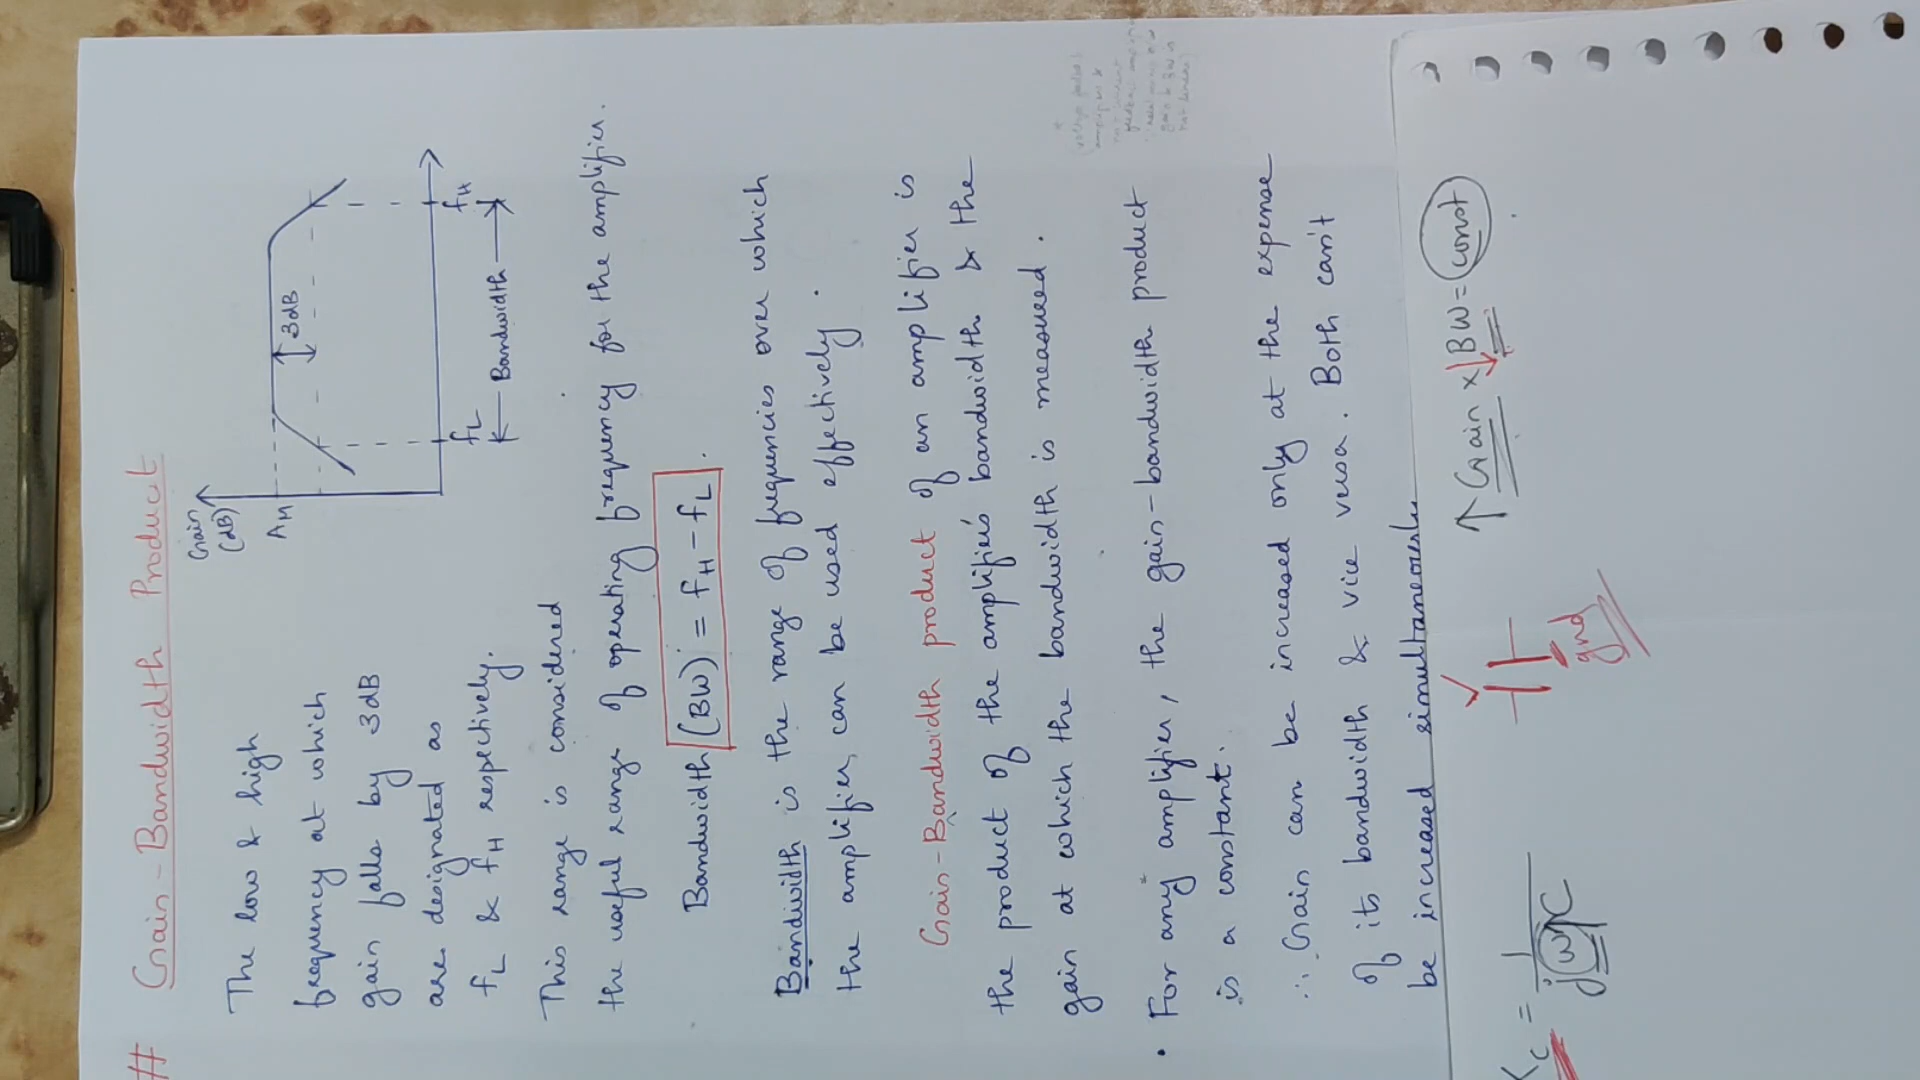 # Gain-Bandwidth Product
Gain
(dB)
AM
3dB
fL
fH
← Bandwidth →
The low & high
frequency at which
gain falls by 3dB
are designated as
fL & fH respectively.
This range is considered
the useful range of operating frequency for the amplifier.
Bandwidth (BW) = fH - fL.
Bandwidth is the range of frequencies over which
the amplifier can be used effectively.
Gain-Bandwidth product of an amplifier is
the product of the amplifier's bandwidth & the
gain at which the bandwidth is measured.
• For any amplifier, the gain-bandwidth product
is a constant.
∴ Gain can be increased only at the expense
of its bandwidth & vice versa. Both can't
be increased simultaneously
Xc = 1/jωC
gnd
↑ Gain × ↓ BW = const